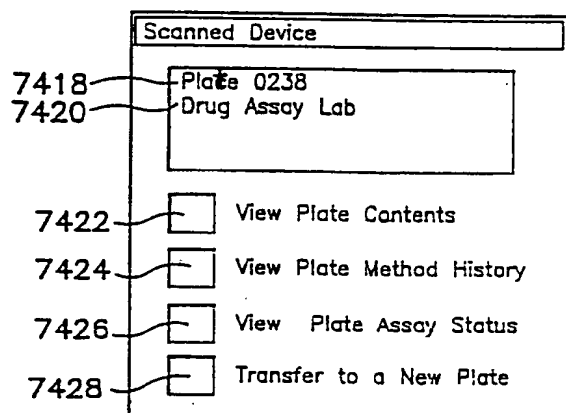 Scanned Device
7418 Plate 0238
7420 Drug Assay Lab
7422 View Plate Contents
7424 View Plate Method History
7426 View Plate Assay Status
7428 Transfer to a New Plate